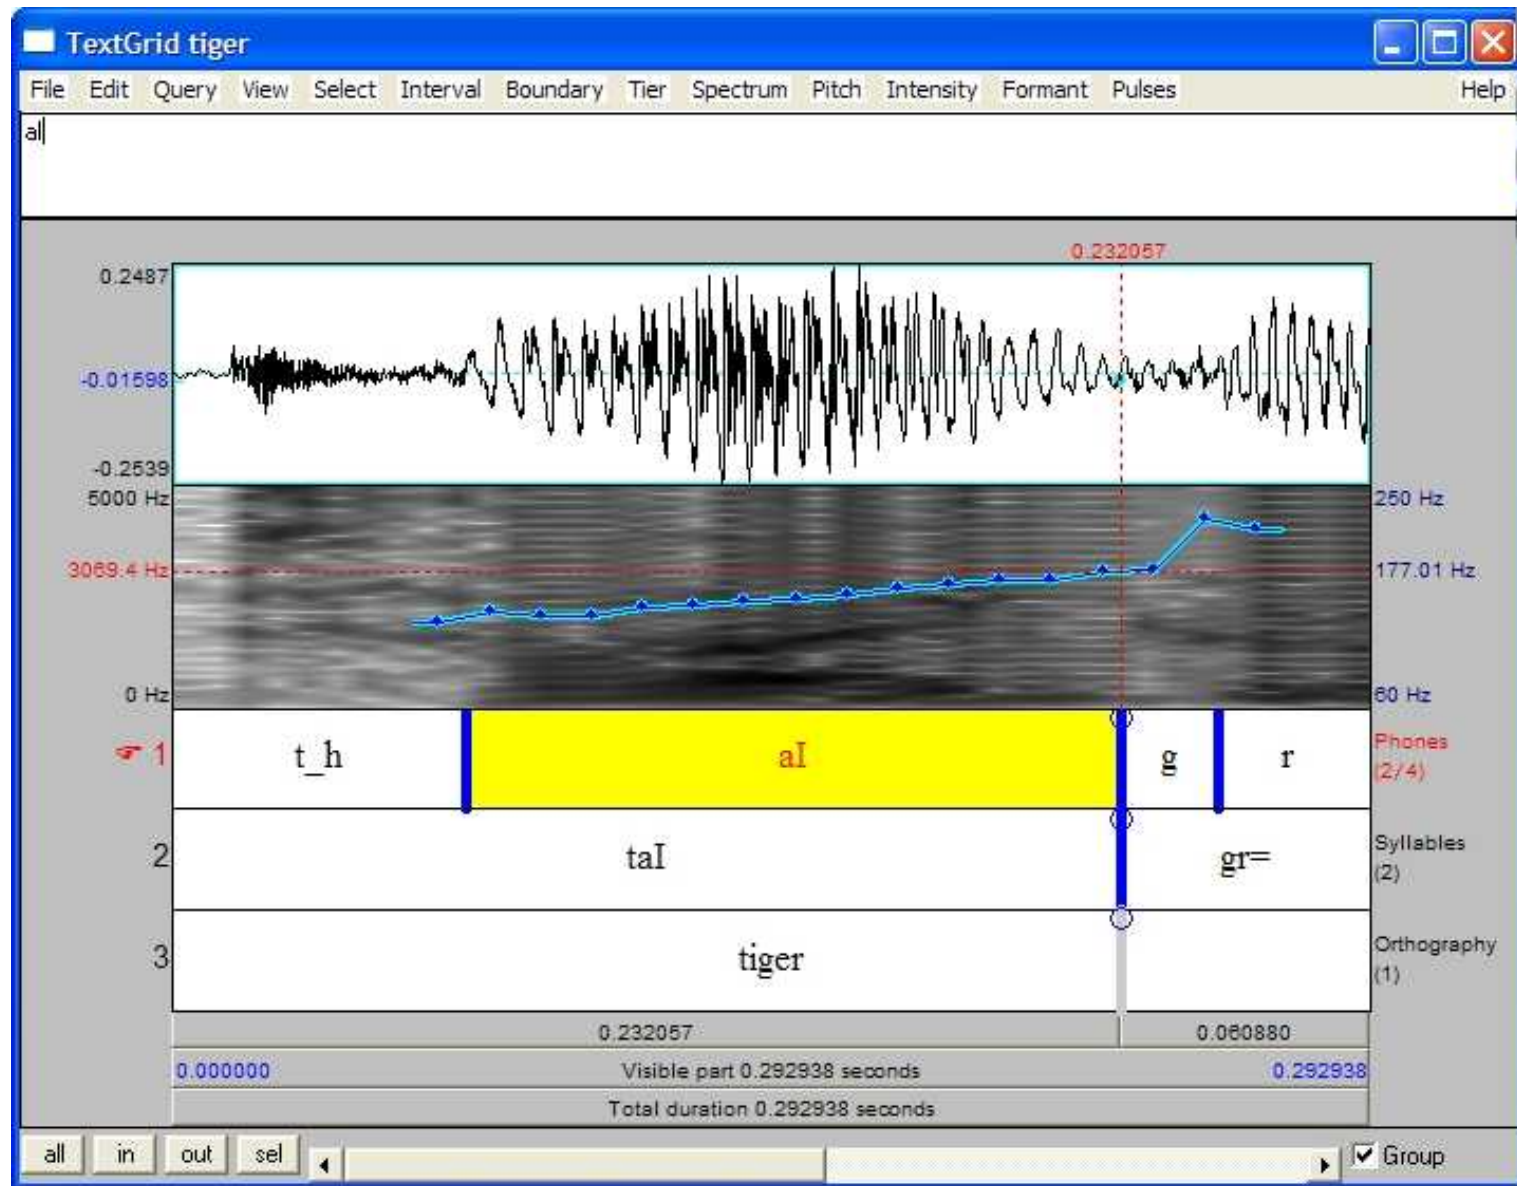 TextGrid tiger
File Edit Query View Select Interval Boundary Tier Spectrum Pitch Intensity Formant Pulses Help
aI
0.232057
0.2487
-0.01598
-0.2539
5000 Hz 250 Hz
3069.4 Hz 177.01 Hz
0 Hz 60 Hz
☞ 1 t_h aI g r Phones
(2/4)
2 taI gr= Syllables
(2)
3 tiger Orthography
(1)
0.232057 0.060880
0.000000 Visible part 0.292938 seconds 0.292938
Total duration 0.292938 seconds
all in out sel Group